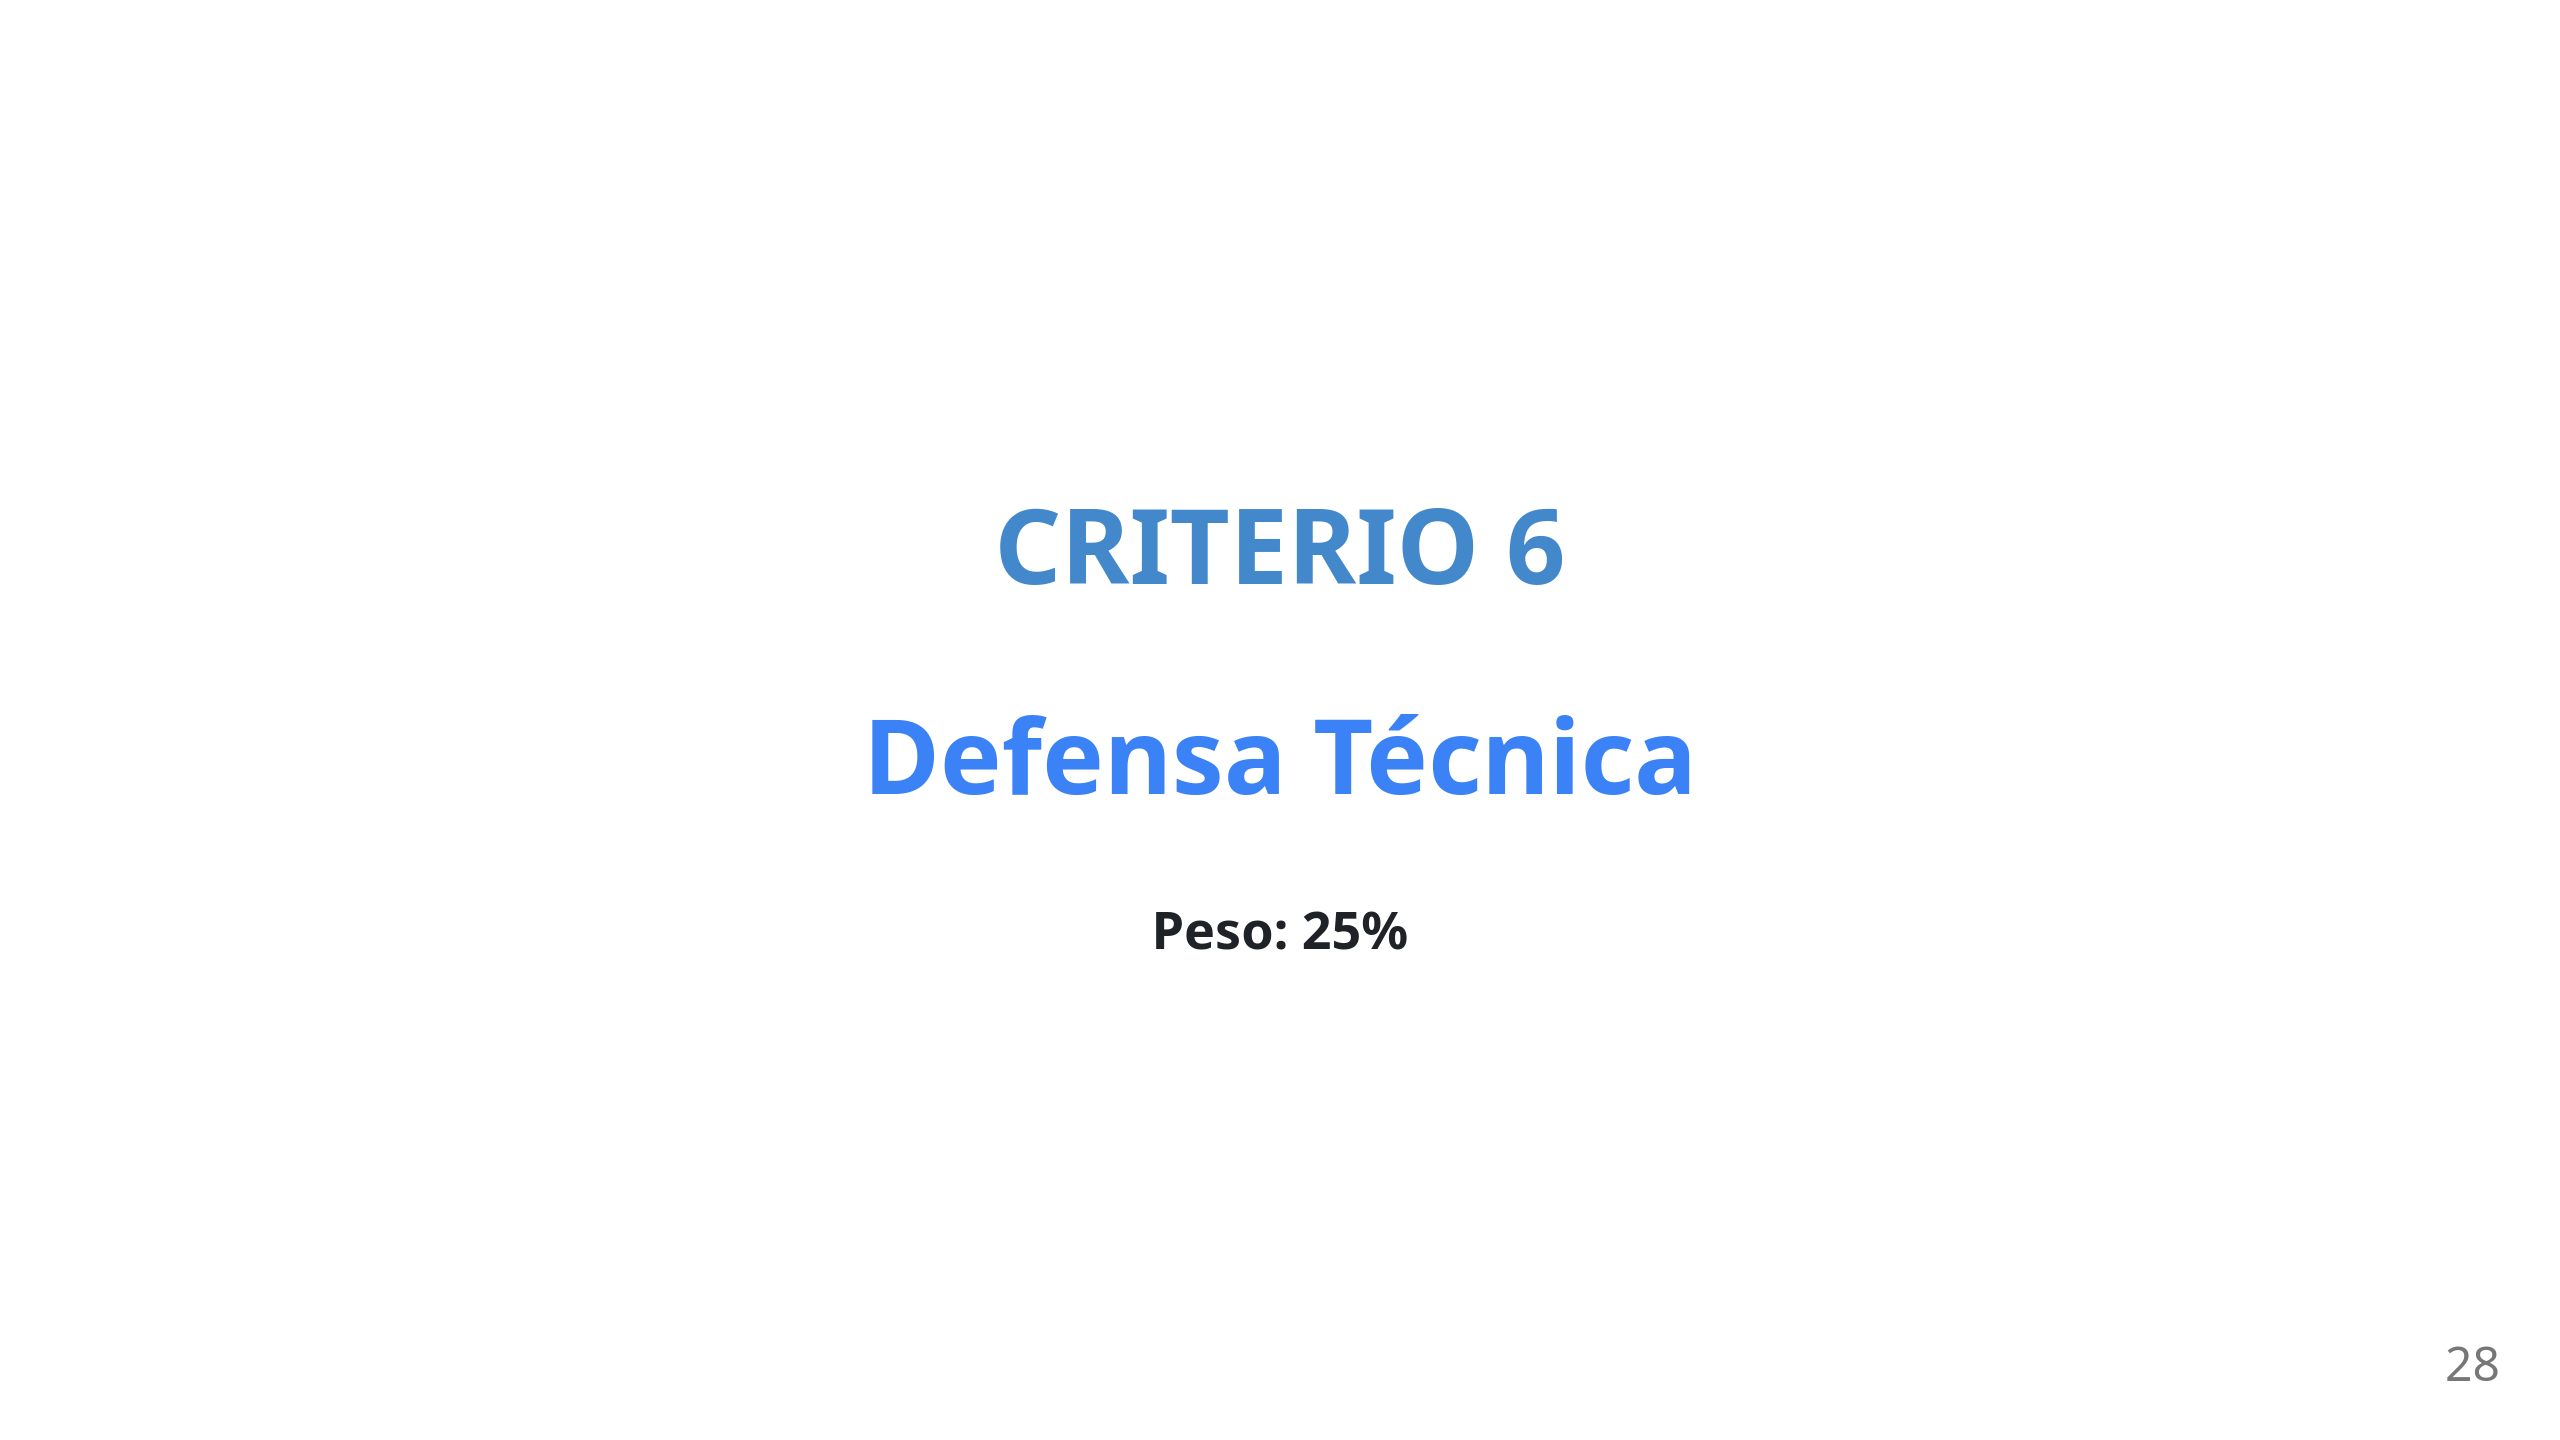 CRITERIO 6
Defensa Técnica
Peso: 25%
28